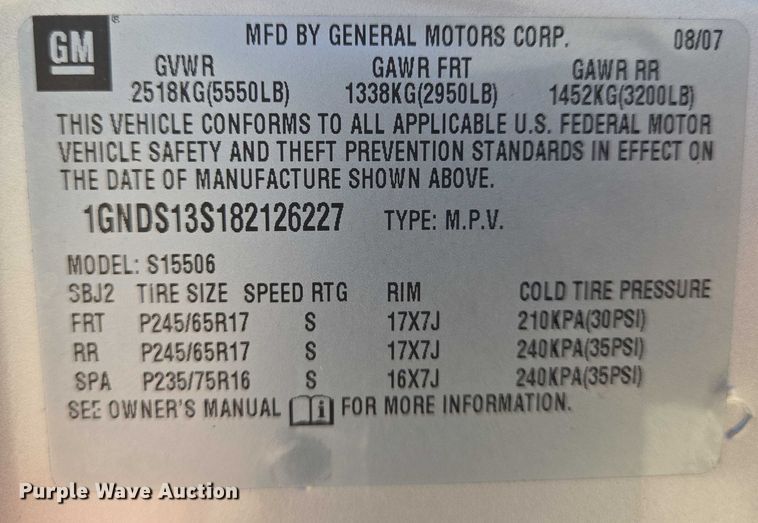 GM
MFD BY GENERAL MOTORS CORP. 08/07
GVWR GAWR FRT GAWR RR
2518KG(5550LB) 1338KG(2950LB) 1452KG(3200LB)
THIS VEHICLE CONFORMS TO ALL APPLICABLE U.S. FEDERAL MOTOR
VEHICLE SAFETY AND THEFT PREVENTION STANDARDS IN EFFECT ON
THE DATE OF MANUFACTURE SHOWN ABOVE.
1GNDS13S182126227 TYPE: M.P.V.
MODEL: S15506
SBJ2 TIRE SIZE SPEED RTG RIM COLD TIRE PRESSURE
FRT P245/65R17 S 17X7J 210KPA(30PSI)
RR P245/65R17 S 17X7J 240KPA(35PSI)
SPA P235/75R16 S 16X7J 240KPA(35PSI)
SEE OWNER'S MANUAL i FOR MORE INFORMATION.
Purple Wave Auction